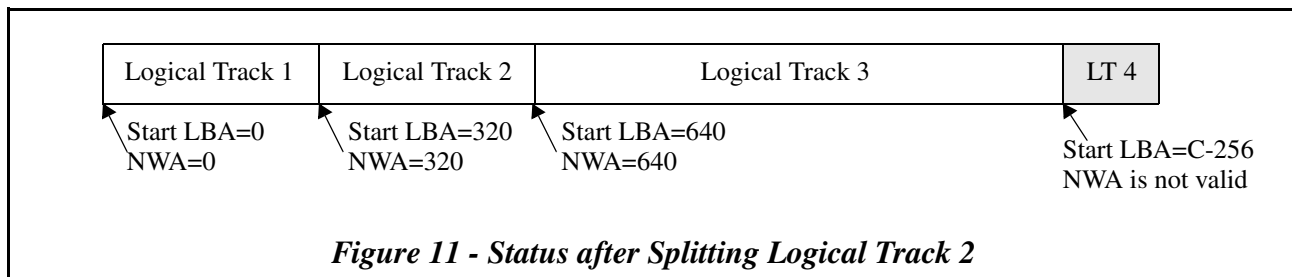 Logical Track 1 Logical Track 2 Logical Track 3 LT 4
Start LBA=0 Start LBA=320 Start LBA=640
NWA=0 NWA=320 NWA=640
Start LBA=C-256
NWA is not valid
Figure 11 - Status after Splitting Logical Track 2